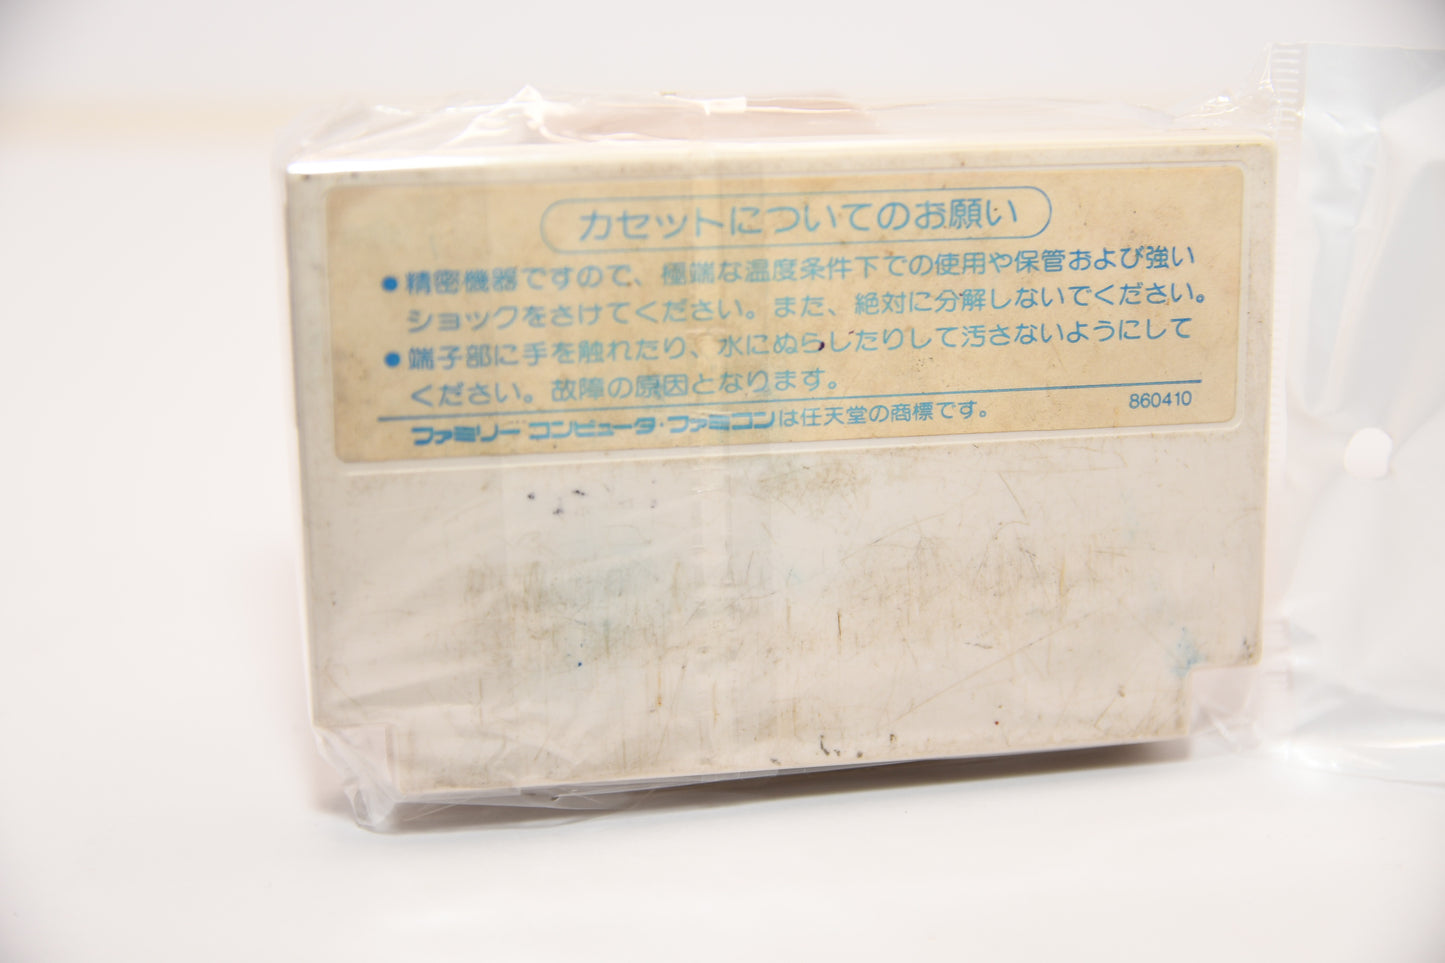 カセットについてのお願い
●精密機器ですので、極端な温度条件下での使用や保管および強い
ショックをさけてください。また、絶対に分解しないでください。
●端子部に手を触れたり、水にぬらしたりして汚さないようにして
ください。故障の原因となります。
860410
ファミリーコンピュータ・ファミコンは任天堂の商標です。